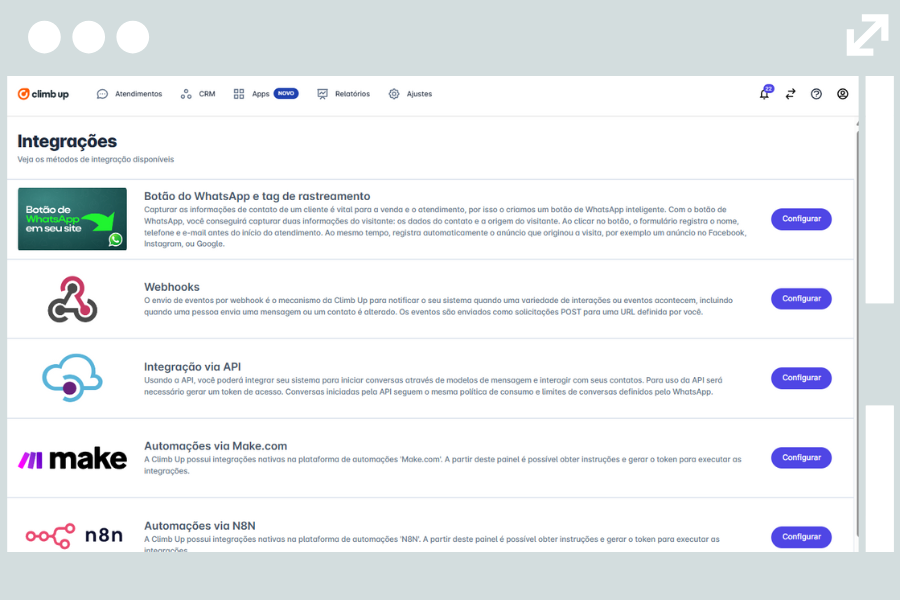 climb up
Atendimentos
CRM
Apps NOVO
Relatórios
Ajustes
22
Integrações
Veja os métodos de integração disponíveis
Botão de
WhatsApp
em seu site
Botão do WhatsApp e tag de rastreamento
Capturar as informações de contato de um cliente é vital para a venda e o atendimento, por isso o criamos um botão de WhatsApp inteligente. Com o botão de
WhatsApp, você conseguirá capturar duas informações do visitante: os dados do contato e a origem do visitante. Ao clicar no botão, o formulário registra o nome,
telefone e e-mail antes do início do atendimento. Ao mesmo tempo, registra automaticamente o anúncio que originou a visita, por exemplo um anúncio no Facebook,
Instagram, ou Google.
Configurar
Webhooks
O envio de eventos por webhook é o mecanismo da Climb Up para notificar o seu sistema quando uma variedade de interações ou eventos acontecem, incluindo
quando uma pessoa envia uma mensagem ou um contato é alterado. Os eventos são enviados como solicitações POST para uma URL definida por você.
Configurar
Integração via API
Usando a API, você poderá integrar seu sistema para iniciar conversas através de modelos de mensagem e interagir com seus contatos. Para uso da API será
necessário gerar um token de acesso. Conversas iniciadas pela API seguem o mesma política de consumo e limites de conversas definidos pelo WhatsApp.
Configurar
make
Automações via Make.com
A Climb Up possui integrações nativas na plataforma de automações 'Make.com'. A partir deste painel é possível obter instruções e gerar o token para executar as
integrações.
Configurar
n8n
Automações via N8N
A Climb Up possui integrações nativas na plataforma de automações 'N8N'. A partir deste painel é possível obter instruções e gerar o token para executar as
integrações
Configurar